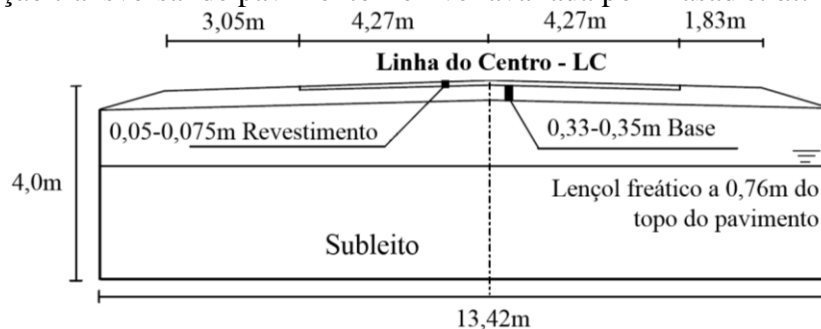 3,05m 4,27m 4,27m 1,83m
Linha do Centro - LC
0,05-0,075m Revestimento
0,33-0,35m Base
4,0m
Lençol freático a 0,76m do
topo do pavimento
Subleito
13,42m